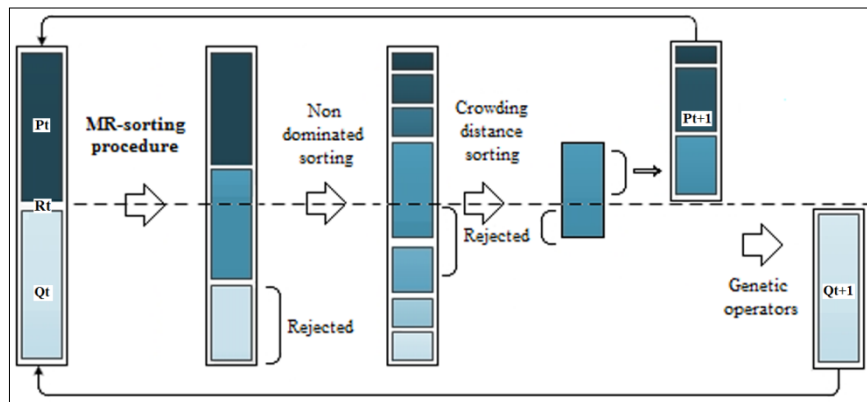 Pt
Rt
Qt
MR-sorting
procedure
Rejected
Non
dominated
sorting
Crowding
distance
sorting
Rejected
Pt+1
Genetic
operators
Qt+1